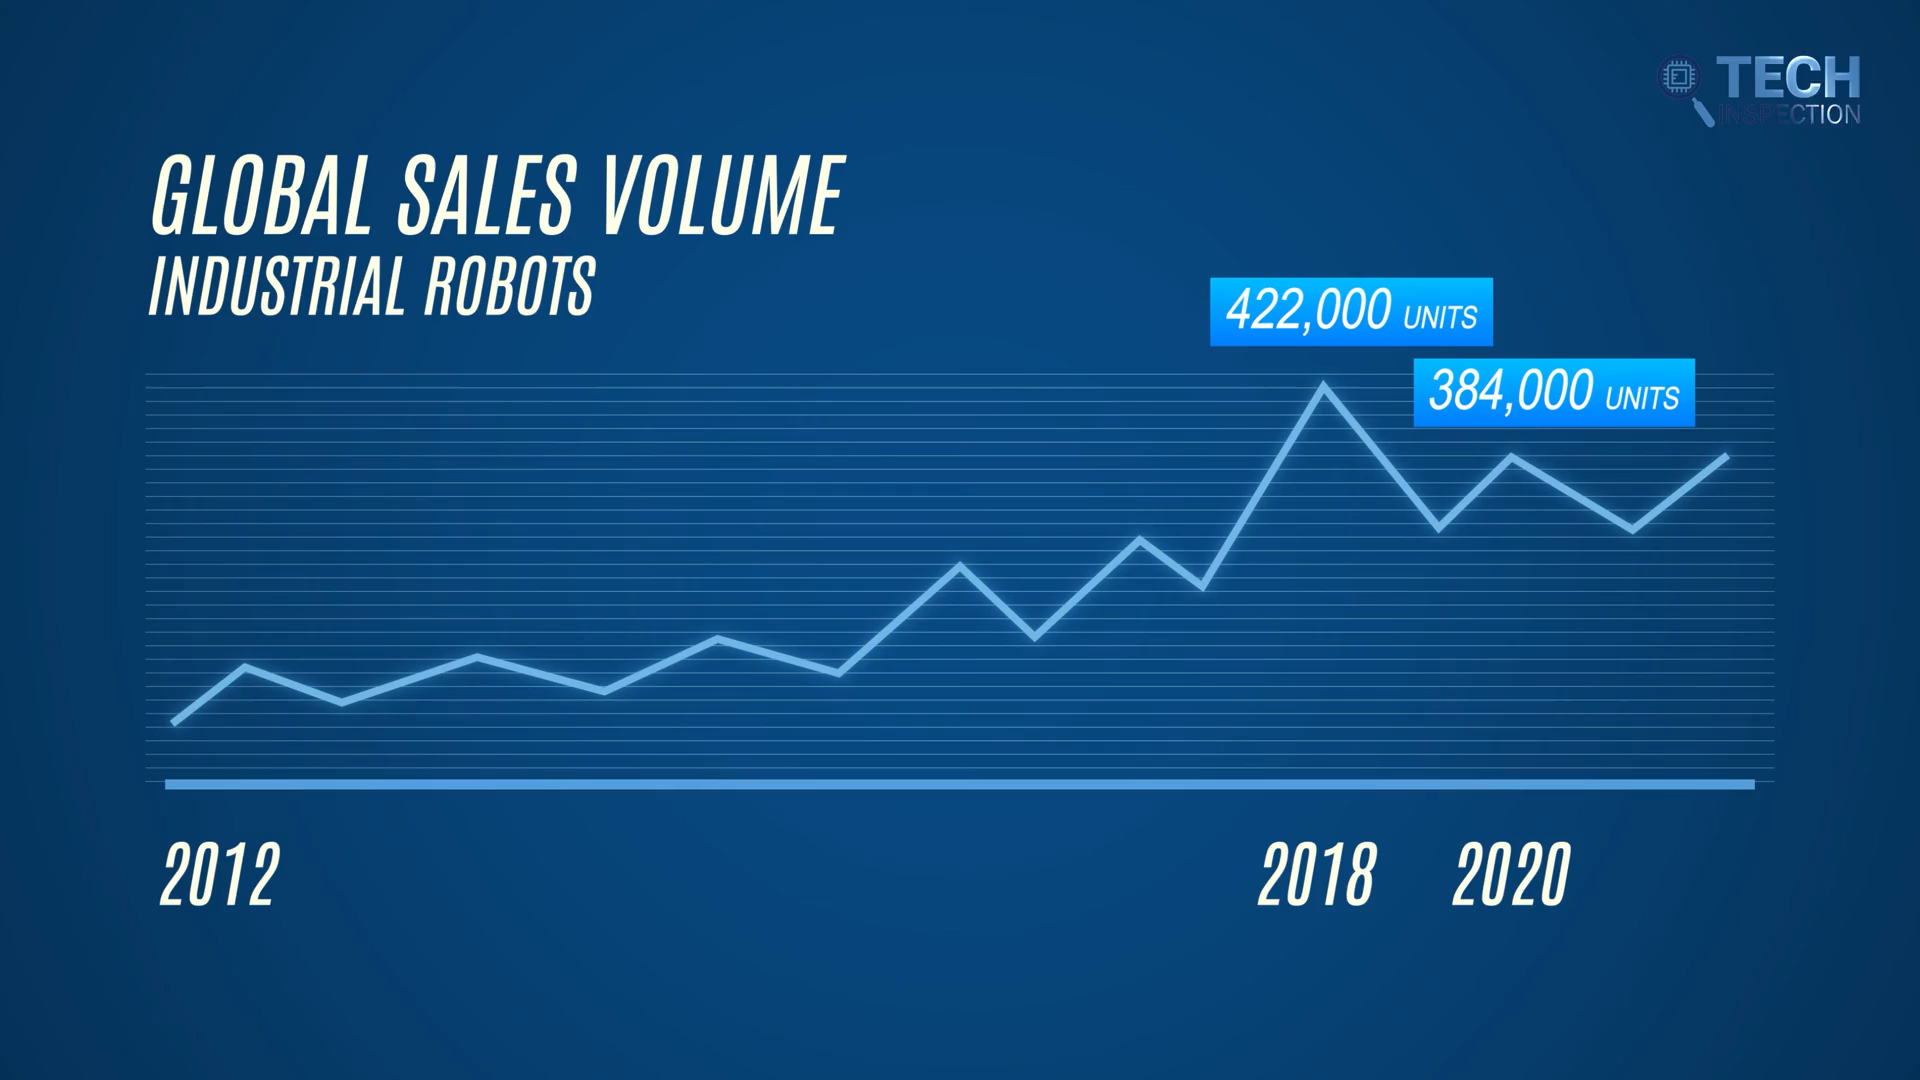 TECH
INSPECTION
GLOBAL SALES VOLUME
INDUSTRIAL ROBOTS
422,000 UNITS
384,000 UNITS
2012
2018
2020